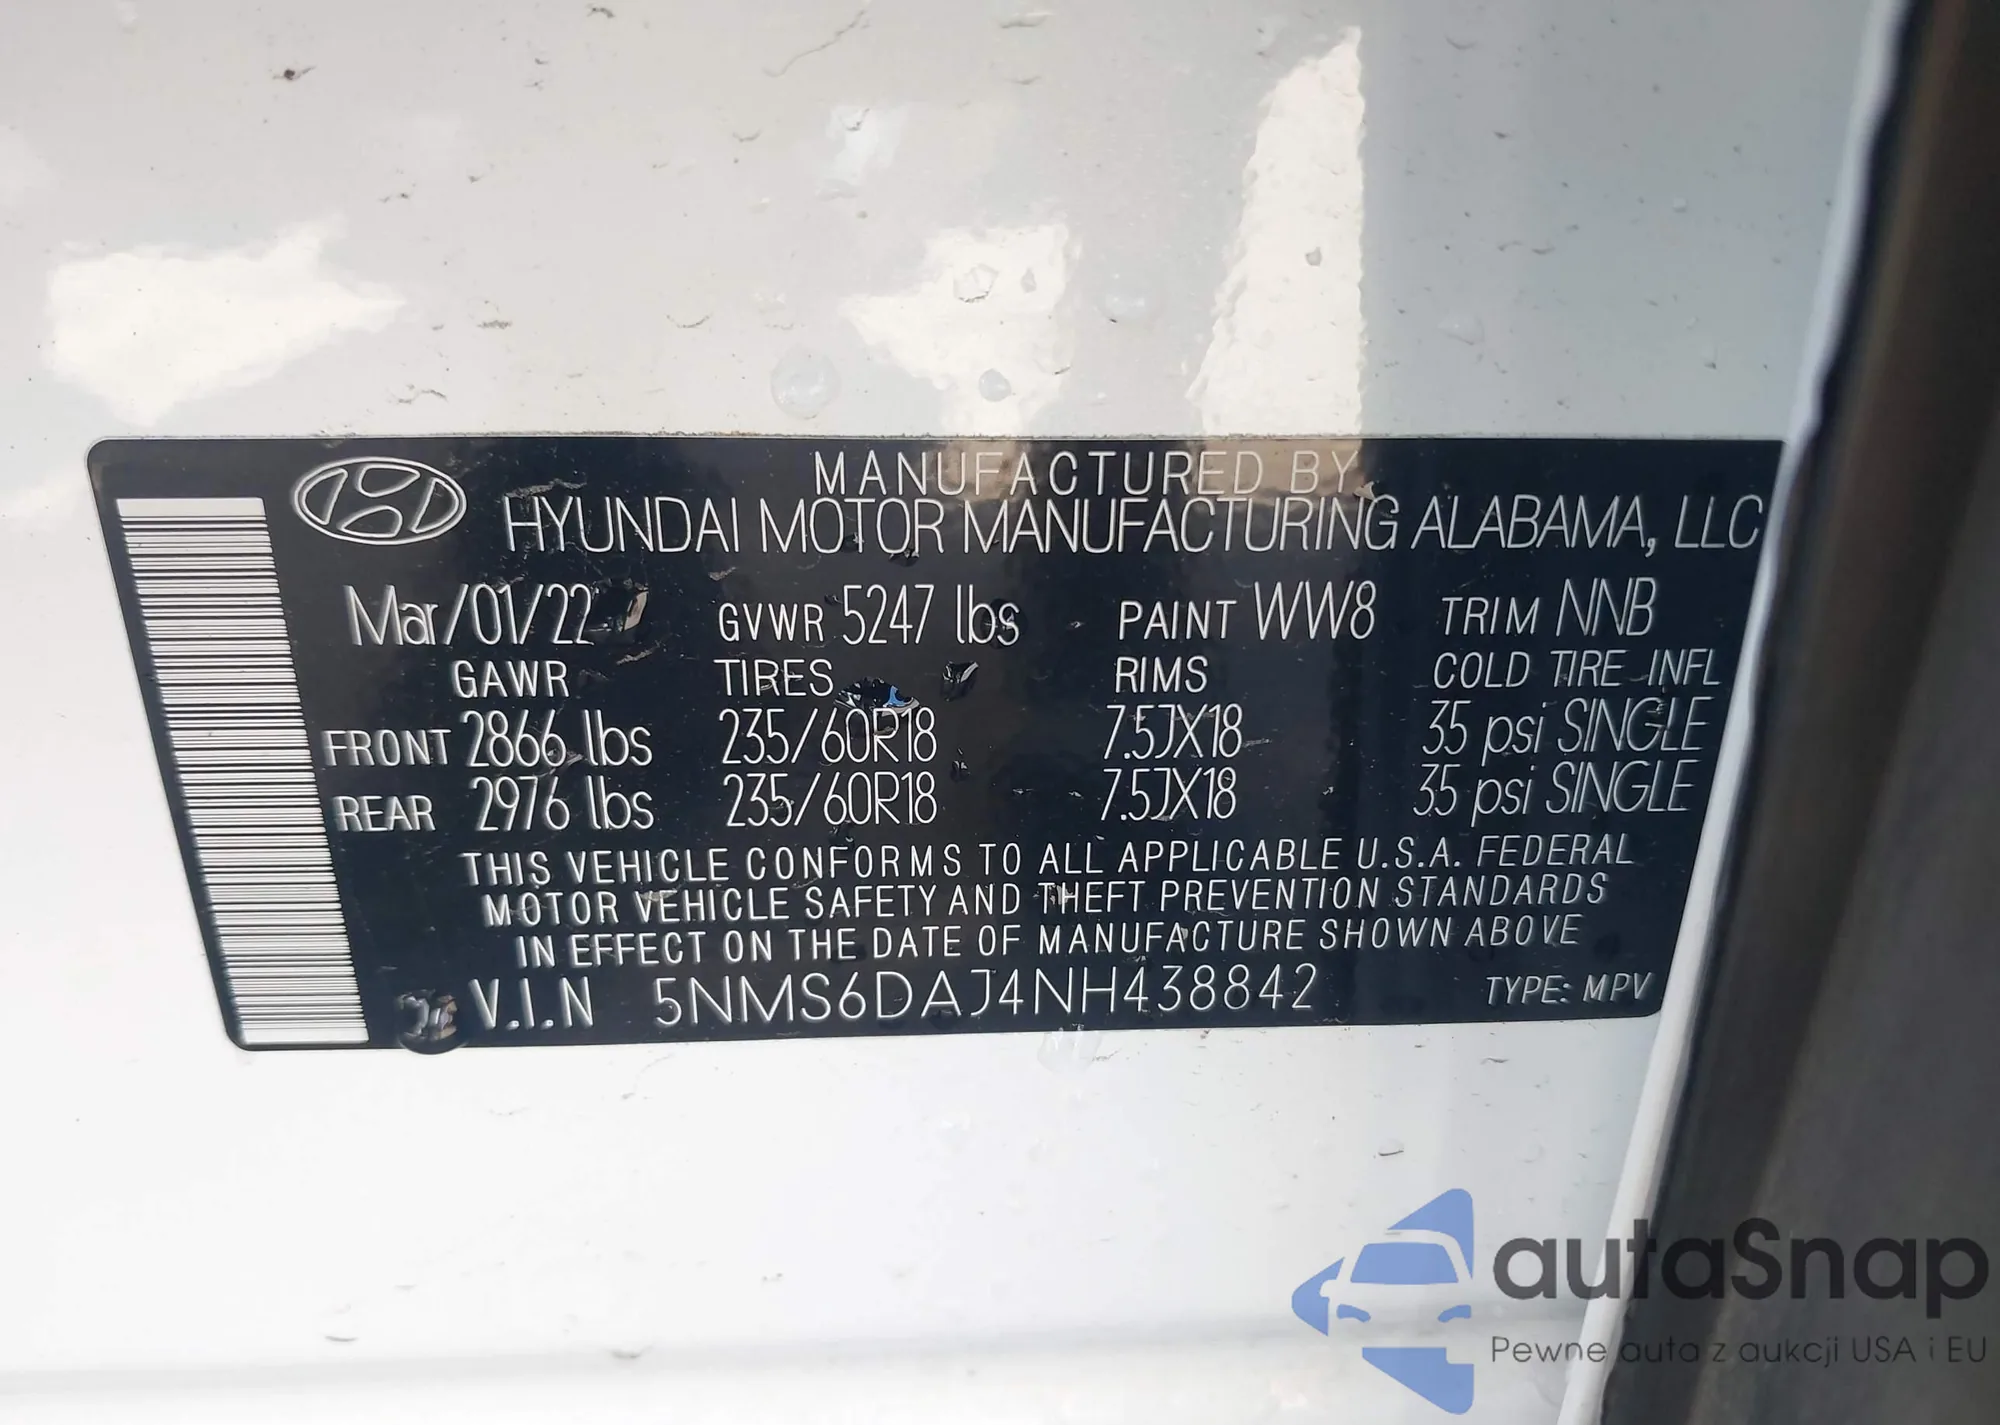 MANUFACTURED BY
HYUNDAI MOTOR MANUFACTURING ALABAMA, LLC
Mar/01/22 GVWR 5247 lbs PAINT WW8 TRIM NNB
GAWR TIRES RIMS COLD TIRE INFL
FRONT 2866 lbs 235/60R18 7.5JX18 35 psi SINGLE
REAR 2976 lbs 235/60R18 7.5JX18 35 psi SINGLE
THIS VEHICLE CONFORMS TO ALL APPLICABLE U.S.A. FEDERAL
MOTOR VEHICLE SAFETY AND THEFT PREVENTION STANDARDS
IN EFFECT ON THE DATE OF MANUFACTURE SHOWN ABOVE
V.I.N 5NMS6DAJ4NH438842 TYPE: MPV
autaSnap
Pewne auta z aukcji USA i EU